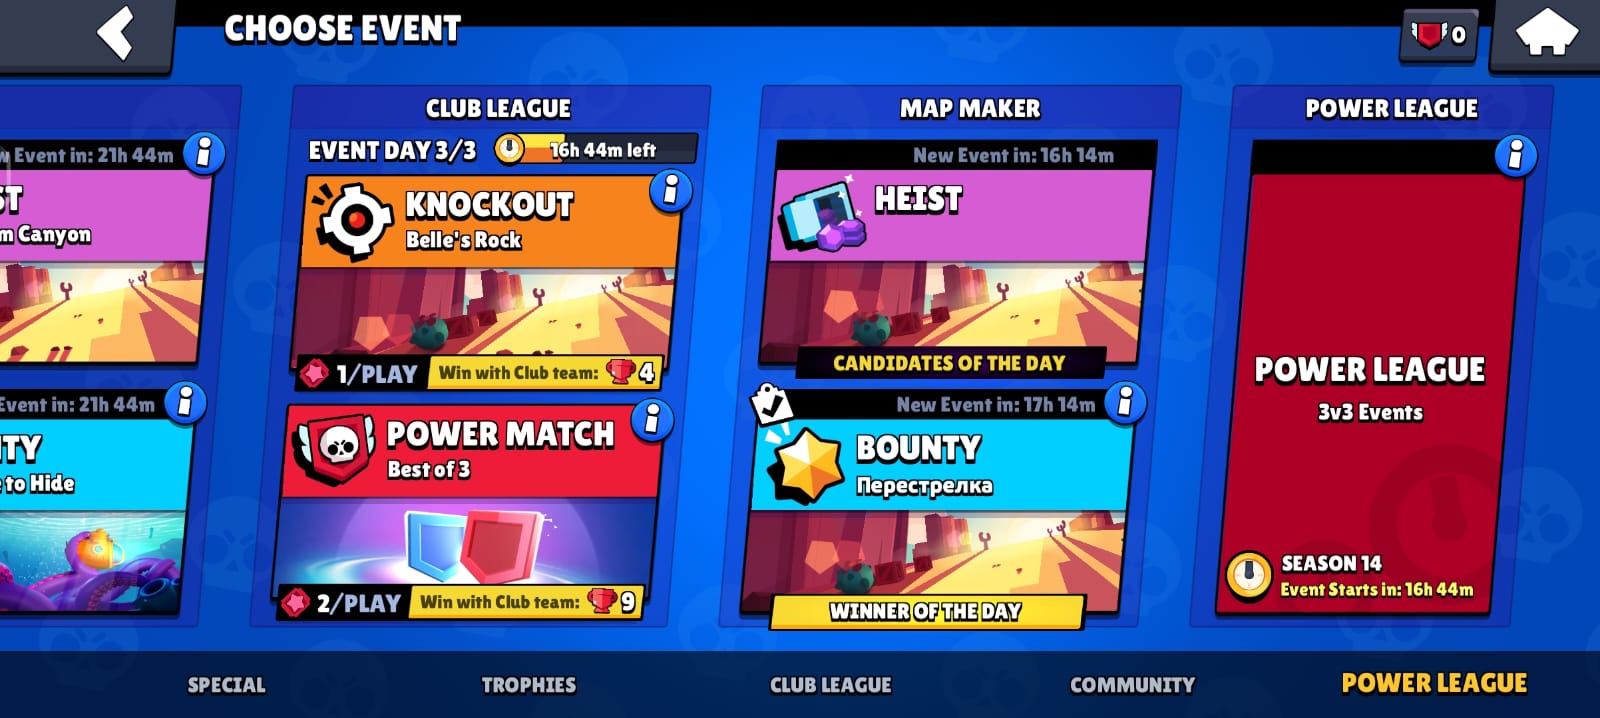 CHOOSE EVENT
0
Event in: 21h 44m
ST
m Canyon
Event in: 21h 44m
TY
to Hide
CLUB LEAGUE
EVENT DAY 3/3
16h 44m left
KNOCKOUT
Belle's Rock
1/PLAY
Win with Club team: 4
POWER MATCH
Best of 3
2/PLAY
Win with Club team: 9
MAP MAKER
New Event in: 16h 14m
HEIST
CANDIDATES OF THE DAY
New Event in: 17h 14m
BOUNTY
Перестрелка
WINNER OF THE DAY
POWER LEAGUE
POWER LEAGUE
3v3 Events
SEASON 14
Event Starts in: 16h 44m
SPECIAL
TROPHIES
CLUB LEAGUE
COMMUNITY
POWER LEAGUE